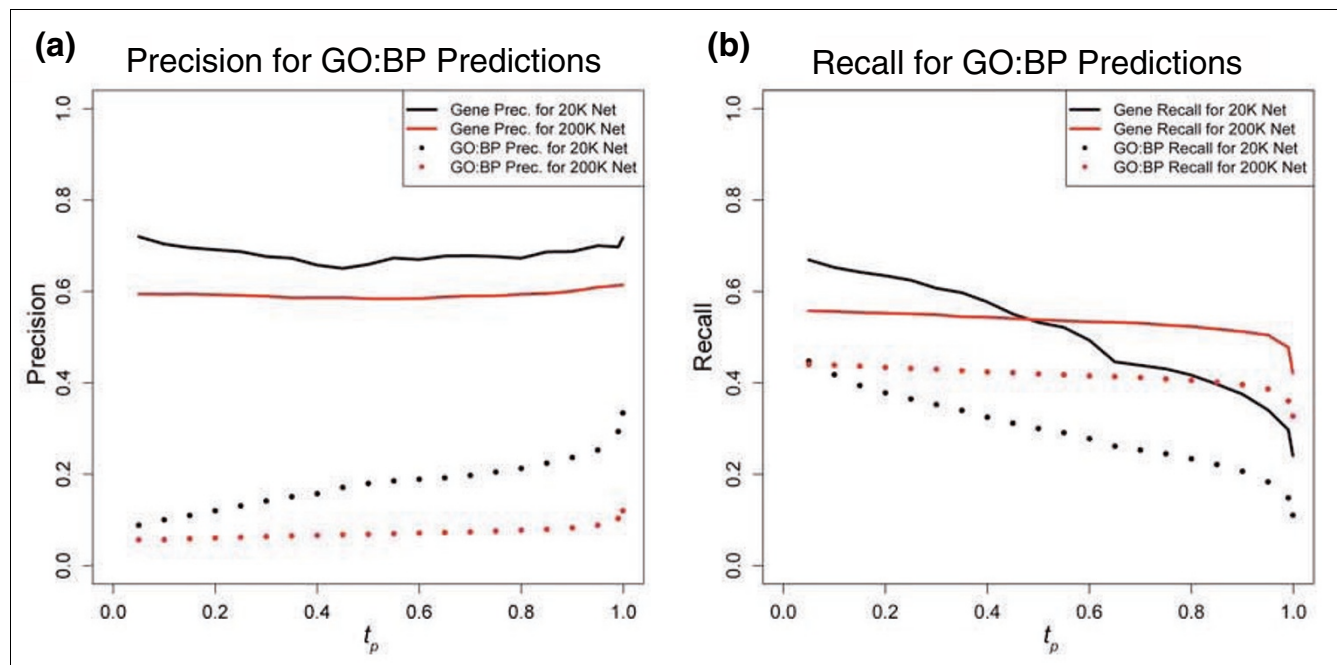 (a)
Precision for GO:BP Predictions
Gene Prec. for 20K Net
Gene Prec. for 200K Net
GO:BP Prec. for 20K Net
GO:BP Prec. for 200K Net
Precision
1.0
0.8
0.6
0.4
0.2
0.0
0.0 0.2 0.4 0.6 0.8 1.0
tp
(b)
Recall for GO:BP Predictions
Gene Recall for 20K Net
Gene Recall for 200K Net
GO:BP Recall for 20K Net
GO:BP Recall for 200K Net
Recall
1.0
0.8
0.6
0.4
0.2
0.0
0.0 0.2 0.4 0.6 0.8 1.0
tp